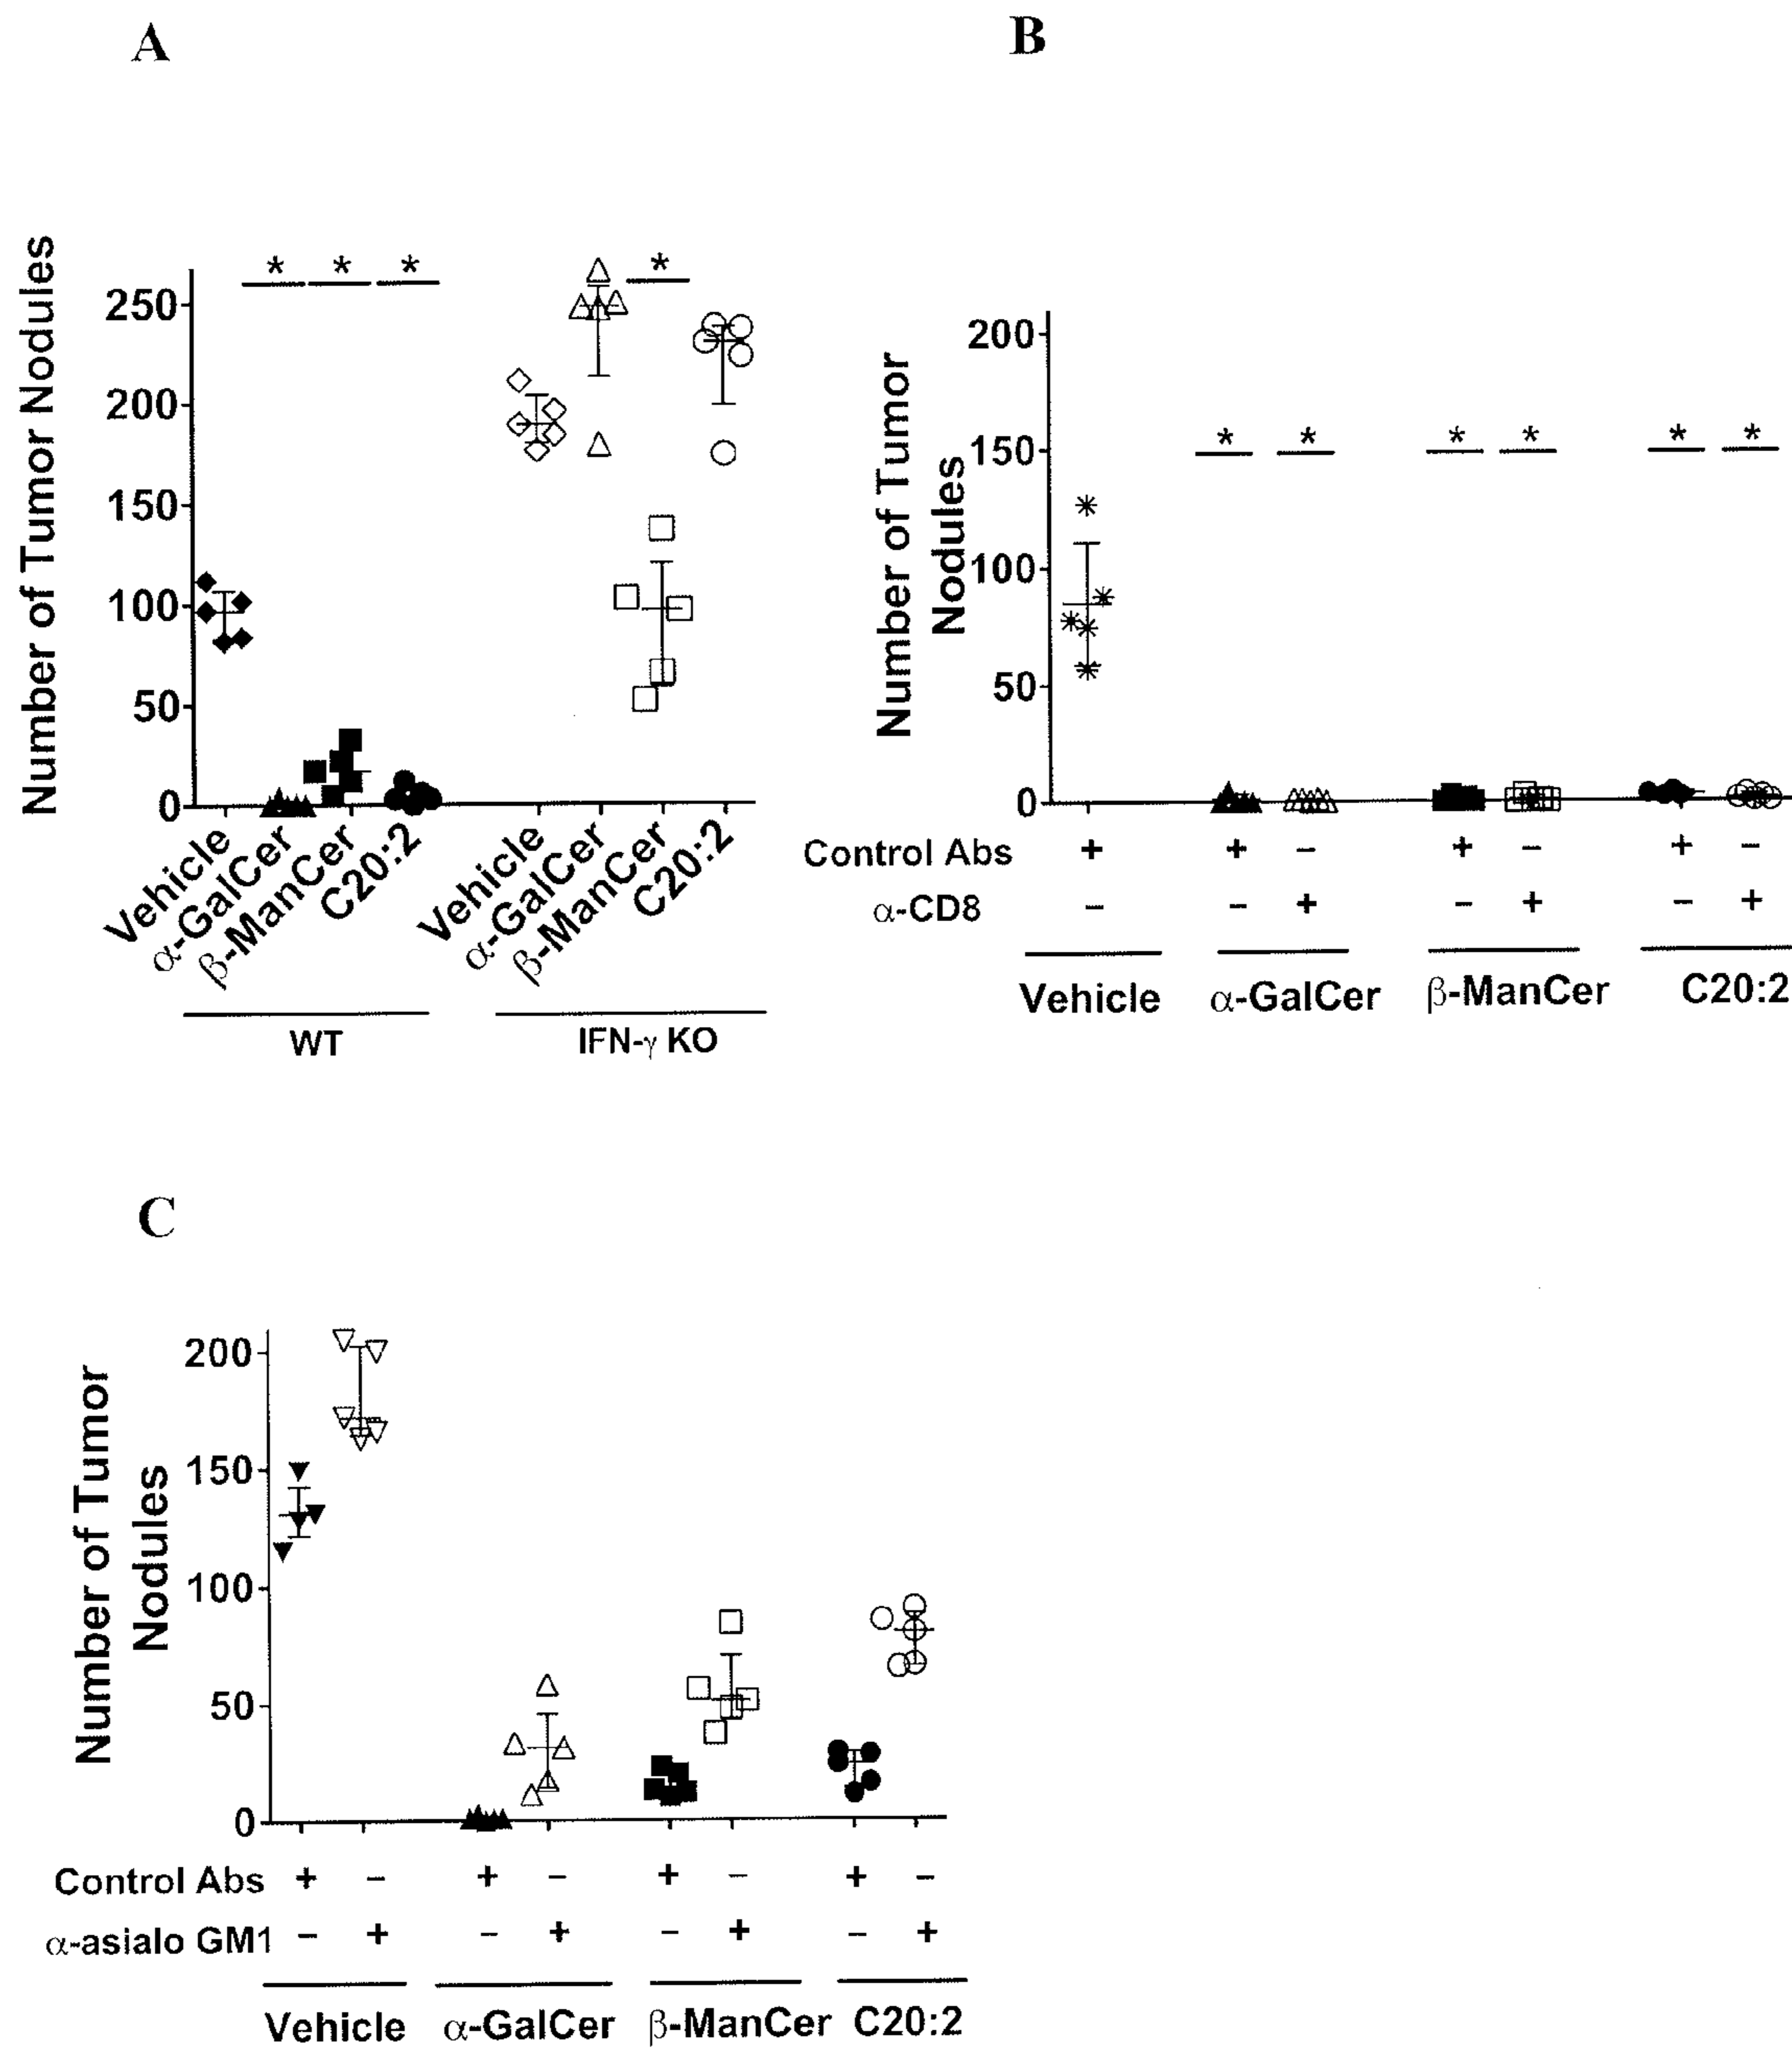 A
B
Number of Tumor Nodules
250
200
150
100
50
0
* * *
*
Vehicle
α-GalCer
β-ManCer
C20:2
Vehicle
α-GalCer
β-ManCer
C20:2
WT
IFN-γ KO
Number of Tumor
Nodules
200
150
100
50
0
* * * * * *
Control Abs + + – + – + –
α-CD8 – – + – + – +
Vehicle α-GalCer β-ManCer C20:2
C
Number of Tumor
Nodules
200
150
100
50
0
Control Abs + – + – + – + –
α-asialo GM1 – + – + – + – +
Vehicle α-GalCer β-ManCer C20:2